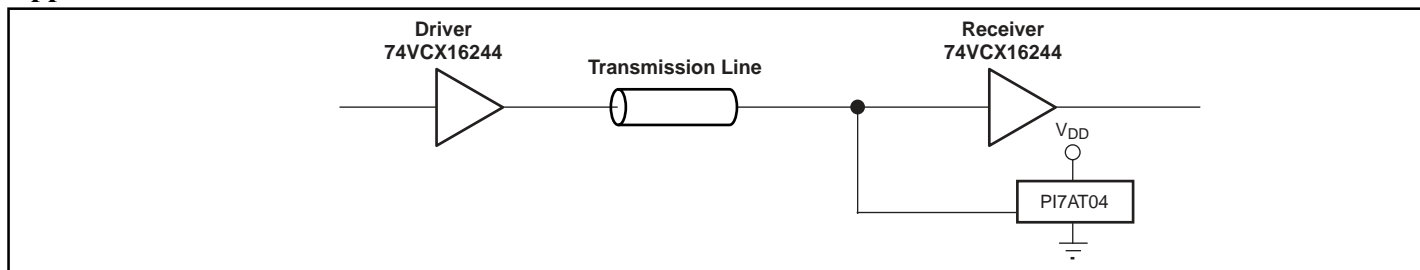 Driver
74VCX16244
Transmission Line
Receiver
74VCX16244
VDD
PI7AT04